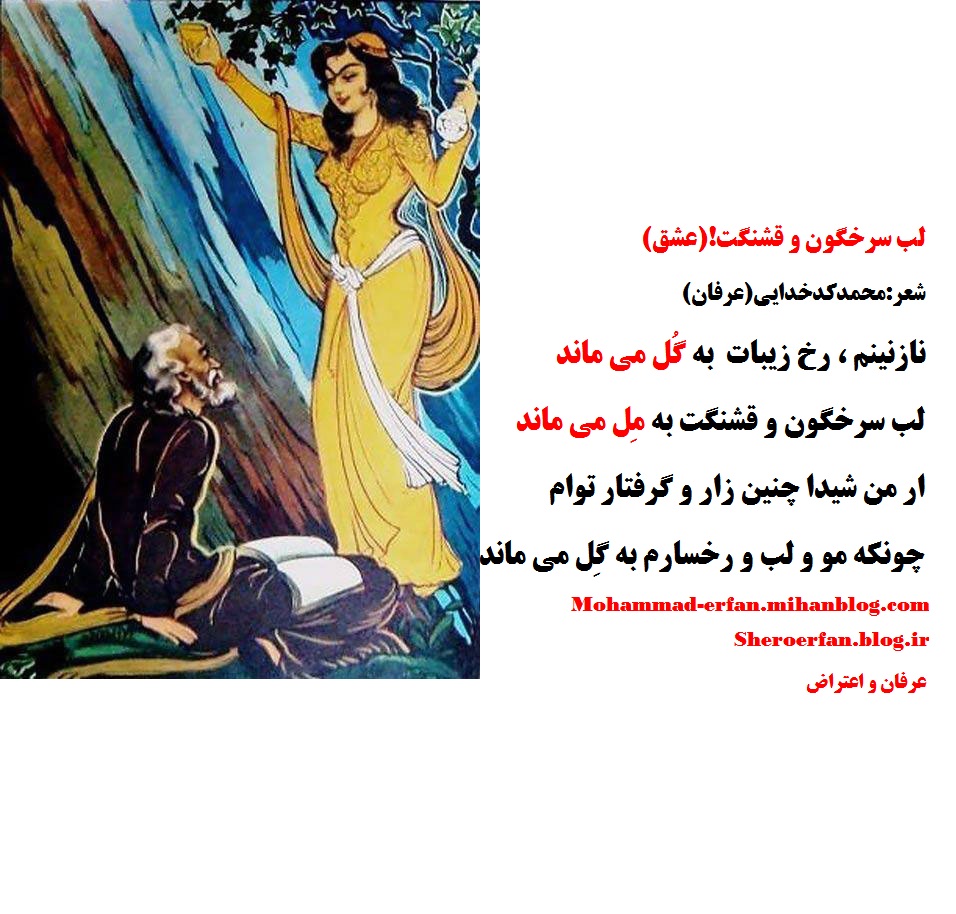 لب سرخگون و قشنگت!(عشق)
شعر:محمدکدخدایی(عرفان)
نازنینم ، رخ زیبات به گُل می ماند
لب سرخگون و قشنگت به مِل می ماند
ار من شیدا چنین زار و گرفتار توام
چونکه مو و لب و رخسارم به گِل می ماند
Mohammad-erfan.mihanblog.com
Sheroerfan.blog.ir
عرفان و اعتراض